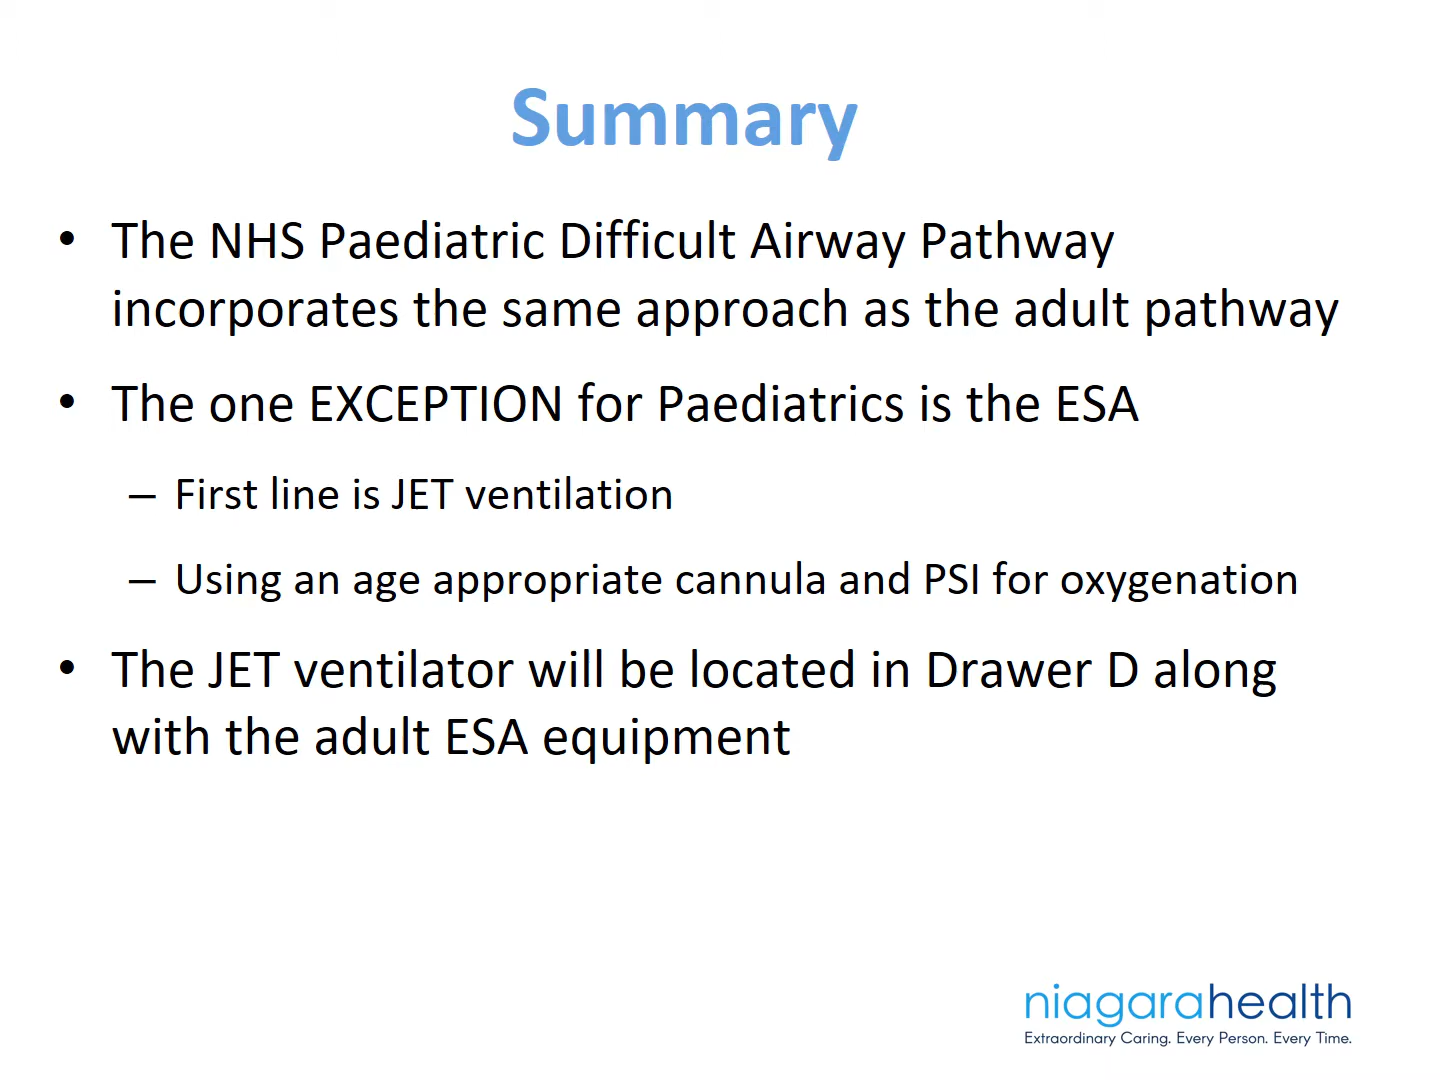 Summary
• The NHS Paediatric Difficult Airway Pathway
incorporates the same approach as the adult pathway
• The one EXCEPTION for Paediatrics is the ESA
– First line is JET ventilation
– Using an age appropriate cannula and PSI for oxygenation
• The JET ventilator will be located in Drawer D along
with the adult ESA equipment
niagarahealth
Extraordinary Caring. Every Person. Every Time.